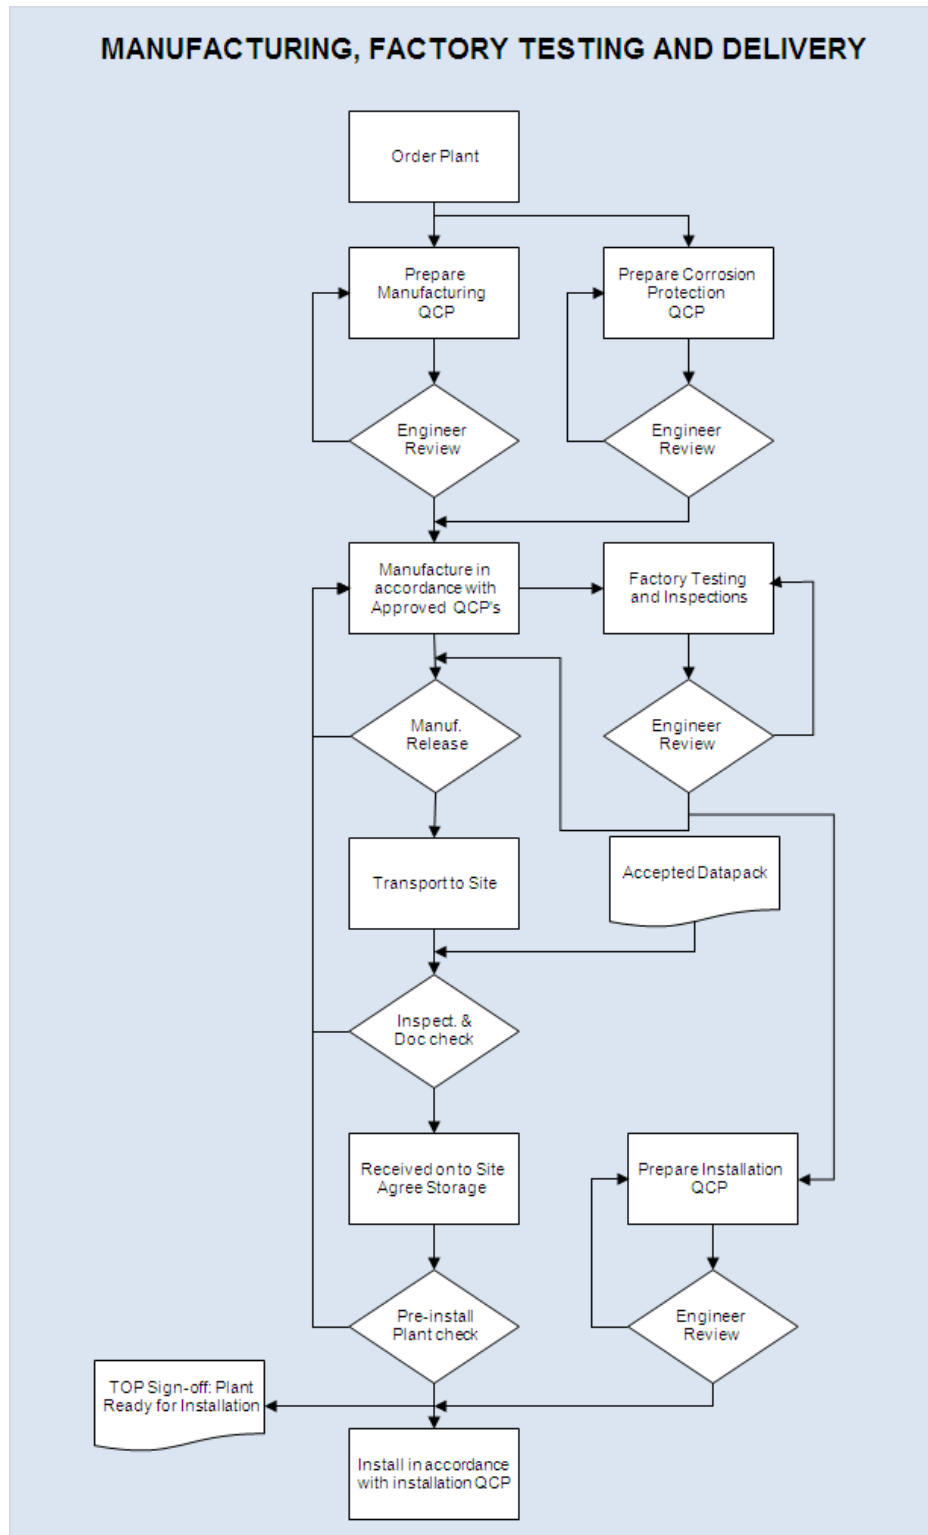 MANUFACTURING, FACTORY TESTING AND DELIVERY
Order Plant
Prepare
Manufacturing
QCP
Prepare Corrosion
Protection
QCP
Engineer
Review
Engineer
Review
Manufacture in
accordance with
Approved QCP's
Factory Testing
and Inspections
Manuf.
Release
Engineer
Review
Transport to Site
Accepted Datapack
Inspect. &
Doc check
Received on to Site
Agree Storage
Prepare Installation
QCP
Pre-install
Plant check
Engineer
Review
TOP Sign-off: Plant
Ready for Installation
Install in accordance
with installation QCP